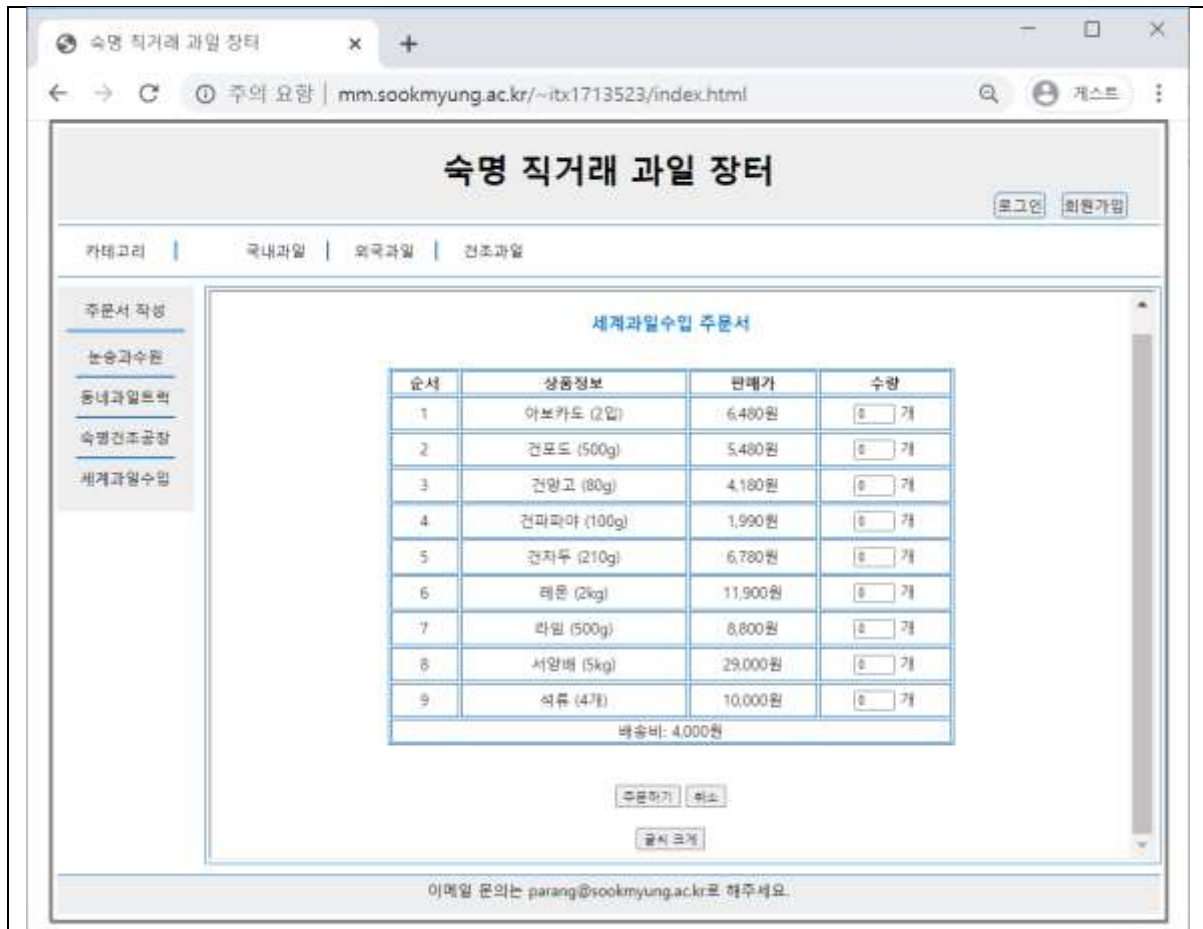 숙명 직거래 과일 장터
주의 요함 | mm.sookmyung.ac.kr/~itx1713523/index.html 게스트
숙명 직거래 과일 장터
로그인 회원가입
카테고리 국내과일 외국과일 건조과일
주문서 작성
눈송과수원
동네과일트럭
숙명건조공장
세계과일수입
세계과일수입 주문서
순서 상품정보 판매가 수량
1 아보카도 (2입) 6,480원 0 개
2 건포도 (500g) 5,480원 0 개
3 건망고 (80g) 4,180원 0 개
4 건파파야 (100g) 1,990원 0 개
5 건자두 (210g) 6,780원 0 개
6 레몬 (2kg) 11,900원 0 개
7 라임 (500g) 8,800원 0 개
8 서양배 (5kg) 29,000원 0 개
9 석류 (4개) 10,000원 0 개
배송비: 4,000원
주문하기 취소
글씨 크게
이메일 문의는 parang@sookmyung.ac.kr로 해주세요.